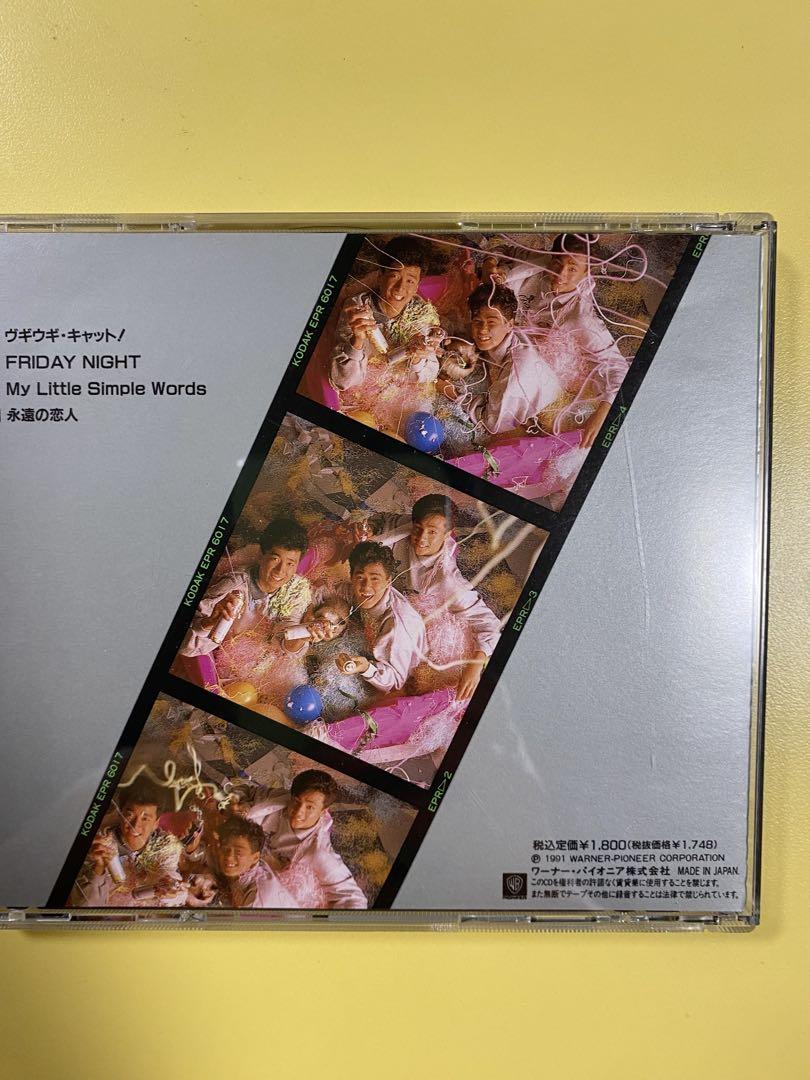 ヴギウギ・キャット!
FRIDAY NIGHT
My Little Simple Words
永遠の恋人
KODAK EPR 6017
EPR
EPR▷4
KODAK EPR 6017
EPR▷3
KODAK EPR 6017
EPR▷2
税込定価¥1,800(税抜価格¥1,748)
Ⓟ 1991 WARNER-PIONEER CORPORATION
ワーナー・パイオニア株式会社 MADE IN JAPAN.
このCDを権利者の許諾なく賃貸業に使用することを禁じます。
また無断でテープその他に録音することは法律で禁じられています。